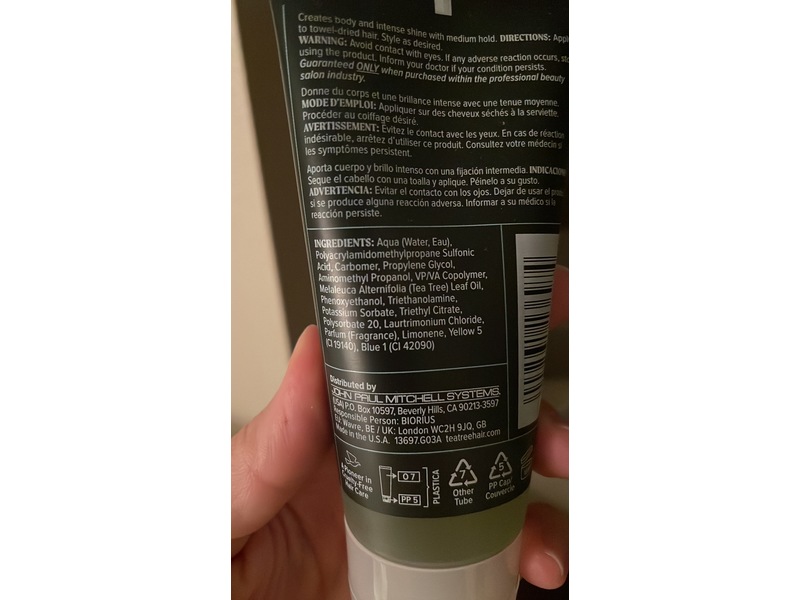 Creates body and intense shine with medium hold. DIRECTIONS:
to towel-dried hair. Style as desired.
WARNING: Avoid contact with eyes. If any adverse reaction occurs,
using the product. Inform your doctor if your condition persists.
Guaranteed ONLY when purchased within the professional beauty
salon industry.
Donne du corps et une brillance intense avec une tenue moyenne.
MODE D'EMPLOI: Appliquer sur des cheveux séchés à la serviette.
Procéder au coiffage désiré.
AVERTISSEMENT: Évitez le contact avec les yeux. En cas de réaction
indésirable, arrêtez d'utiliser ce produit. Consultez votre médecin si
les symptômes persistent.
Aporta cuerpo y brillo intenso con una fijación intermedia.
Seque el cabello con una toalla y aplique. Péinelo a su gusto.
ADVERTENCIA: Evitar el contacto con los ojos. Dejar de usar el
si se produce alguna reacción adversa. Informar a su médico si la
reacción persiste.
INGREDIENTS: Aqua (Water, Eau),
Polyacrylamidomethylpropane Sulfonic
Acid, Carbomer, Propylene Glycol,
Aminomethyl Propanol, VP/VA Copolymer,
Melaleuca Alternifolia (Tea Tree) Leaf Oil,
Phenoxyethanol, Triethanolamine,
Potassium Sorbate, Triethyl Citrate,
Polysorbate 20, Laurtrimonium Chloride,
Parfum (Fragrance), Limonene, Yellow 5
(CI 19140), Blue 1 (CI 42090)
Distributed by
JOHN PAUL MITCHELL SYSTEMS.
(USA) P.O. Box 10597, Beverly Hills, CA 90213-3597
Responsible Person: BIORIUS
EU: Wavre, BE / UK: London WC2H 9JQ, GB
Made in the U.S.A. 13697.G03A teatreehair.com
A Pioneer in
Cruelty-Free
Hair Care
07
PP 5
PLASTICA
7
Other
Tube
5
PP Cap/
Couvercle